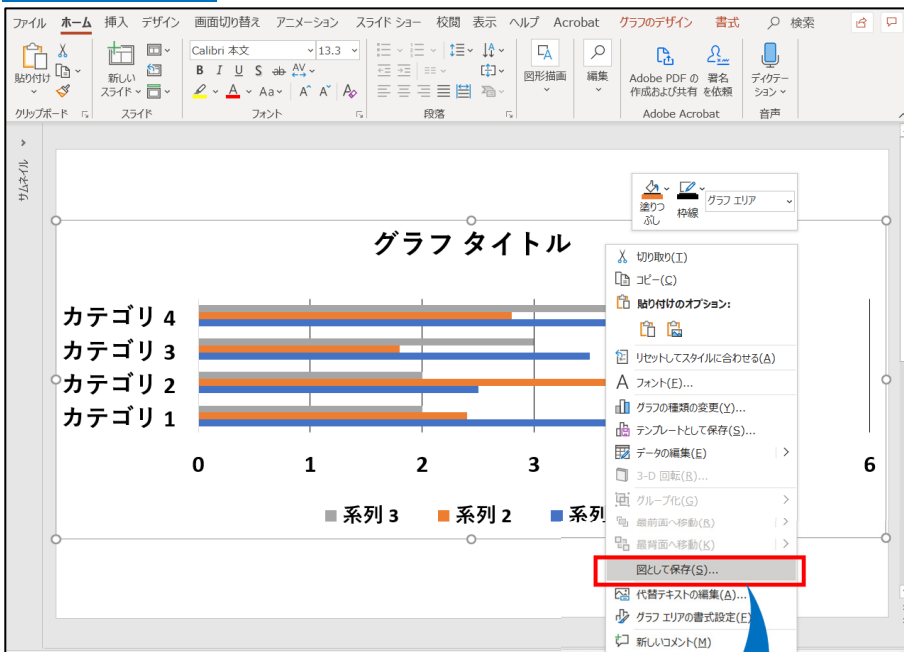 ファイル ホーム 挿入 デザイン 画面切り替え アニメーション スライド ショー 校閲 表示 ヘルプ Acrobat グラフのデザイン 書式 検索
Calibri 本文 13.3
B I U S ab AV
A Aa A A A
貼り付け
新しい
スライド
図形描画
編集
Adobe PDF の
作成および共有
署名
を依頼
ディクテー
ション
クリップボード スライド フォント 段落 Adobe Acrobat 音声
サムネイル
塗りつ
ぶし
枠線
グラフ エリア
グラフ タイトル
カテゴリ 4
カテゴリ 3
カテゴリ 2
カテゴリ 1
0 1 2 3 6
系列 3 系列 2 系列
切り取り(T)
コピー(C)
貼り付けのオプション:
リセットしてスタイルに合わせる(A)
フォント(F)...
グラフの種類の変更(Y)...
テンプレートとして保存(S)...
データの編集(E)
3-D 回転(R)...
グループ化(G)
最前面へ移動(R)
最背面へ移動(K)
図として保存(S)...
代替テキストの編集(A)...
グラフ エリアの書式設定(F)
新しいコメント(M)